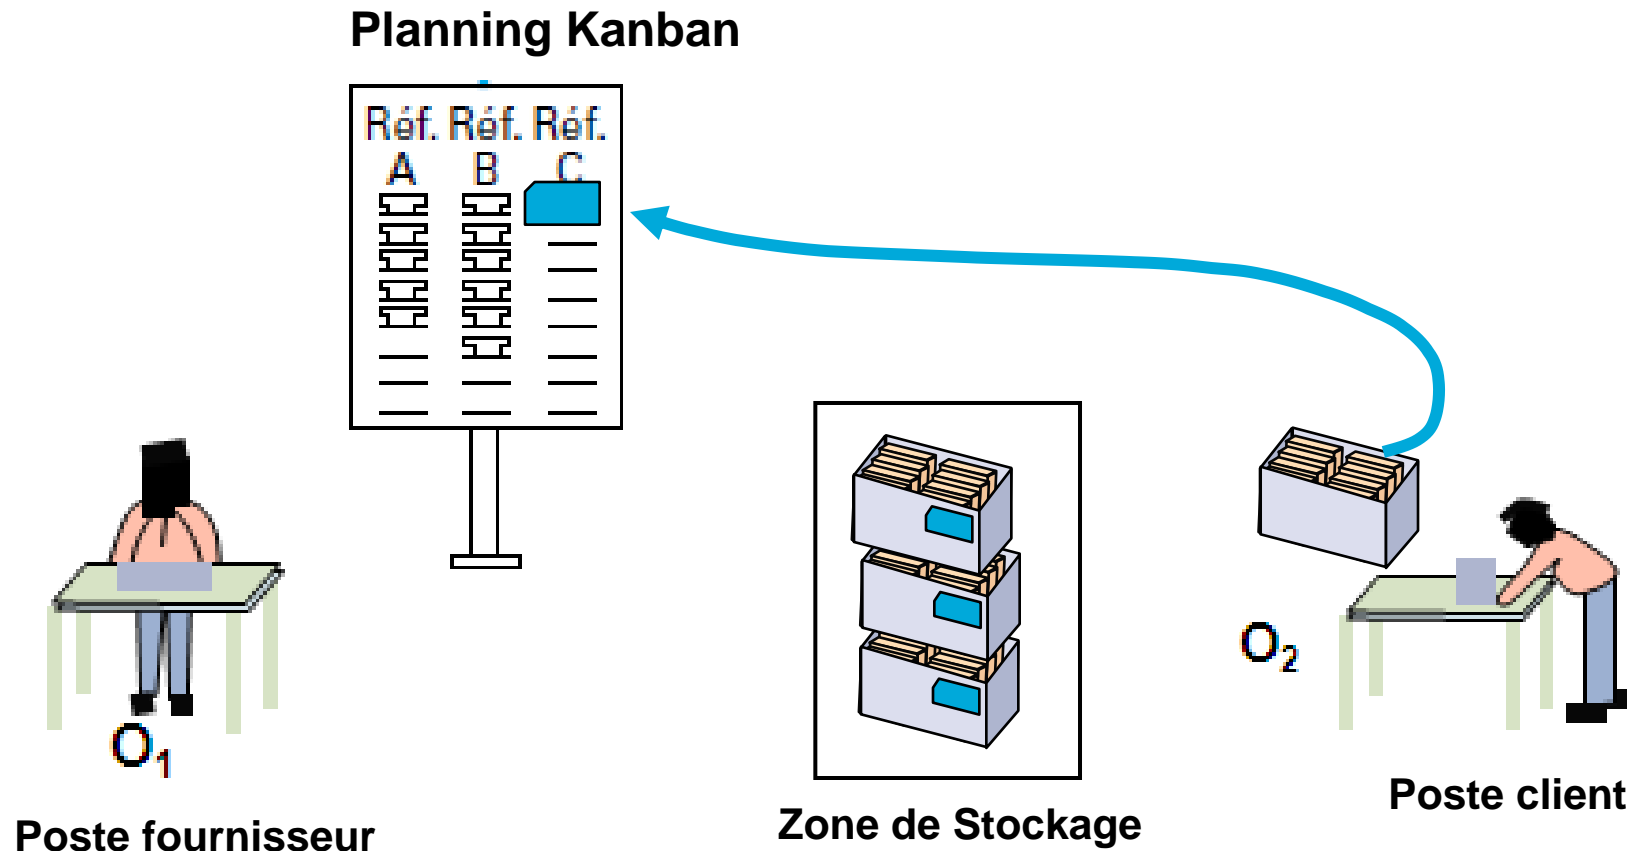 Planning Kanban
Réf. Réf. Réf.
A B C
O₂
O₁
Poste client
Zone de Stockage
Poste fournisseur